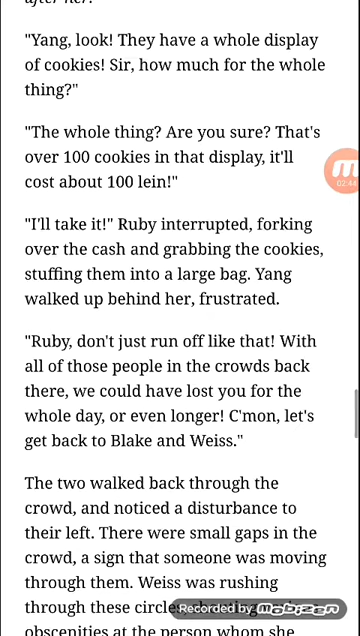 after her.
"Yang, look! They have a whole display
of cookies! Sir, how much for the whole
thing?"
"The whole thing? Are you sure? That's
over 100 cookies in that display, it'll
cost about 100 lein!"
02:44
"I'll take it!" Ruby interrupted, forking
over the cash and grabbing the cookies,
stuffing them into a large bag. Yang
walked up behind her, frustrated.
"Ruby, don't just run off like that! With
all of those people in the crowds back
there, we could have lost you for the
whole day, or even longer! C'mon, let's
get back to Blake and Weiss."
The two walked back through the
crowd, and noticed a disturbance to
their left. There were small gaps in the
crowd, a sign that someone was moving
through them. Weiss was rushing
through these circles
Recorded by mobizen
obscenities at the person whom she